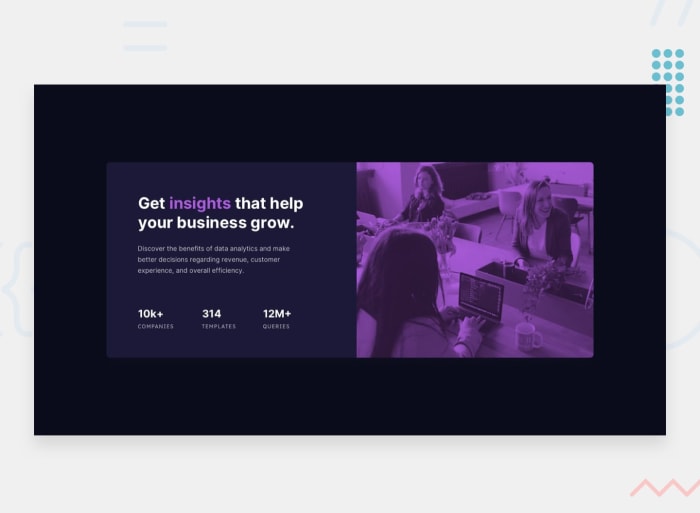 Get insights that help
your business grow.
Discover the benefits of data analytics and make
better decisions regarding revenue, customer
experience, and overall efficiency.
10k+ 314 12M+
COMPANIES TEMPLATES QUERIES